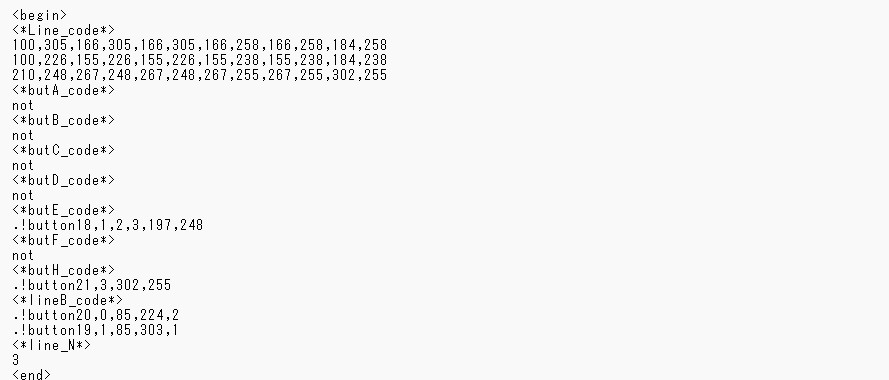 <begin>
<*Line_code*>
100,305,166,305,166,305,166,258,166,258,184,258
100,226,155,226,155,226,155,238,155,238,184,238
210,248,267,248,267,248,267,255,267,255,302,255
<*butA_code*>
not
<*butB_code*>
not
<*butC_code*>
not
<*butD_code*>
not
<*butE_code*>
.!button18,1,2,3,197,248
<*butF_code*>
not
<*butH_code*>
.!button21,3,302,255
<*lineB_code*>
.!button20,0,85,224,2
.!button19,1,85,303,1
<*line_N*>
3
<end>